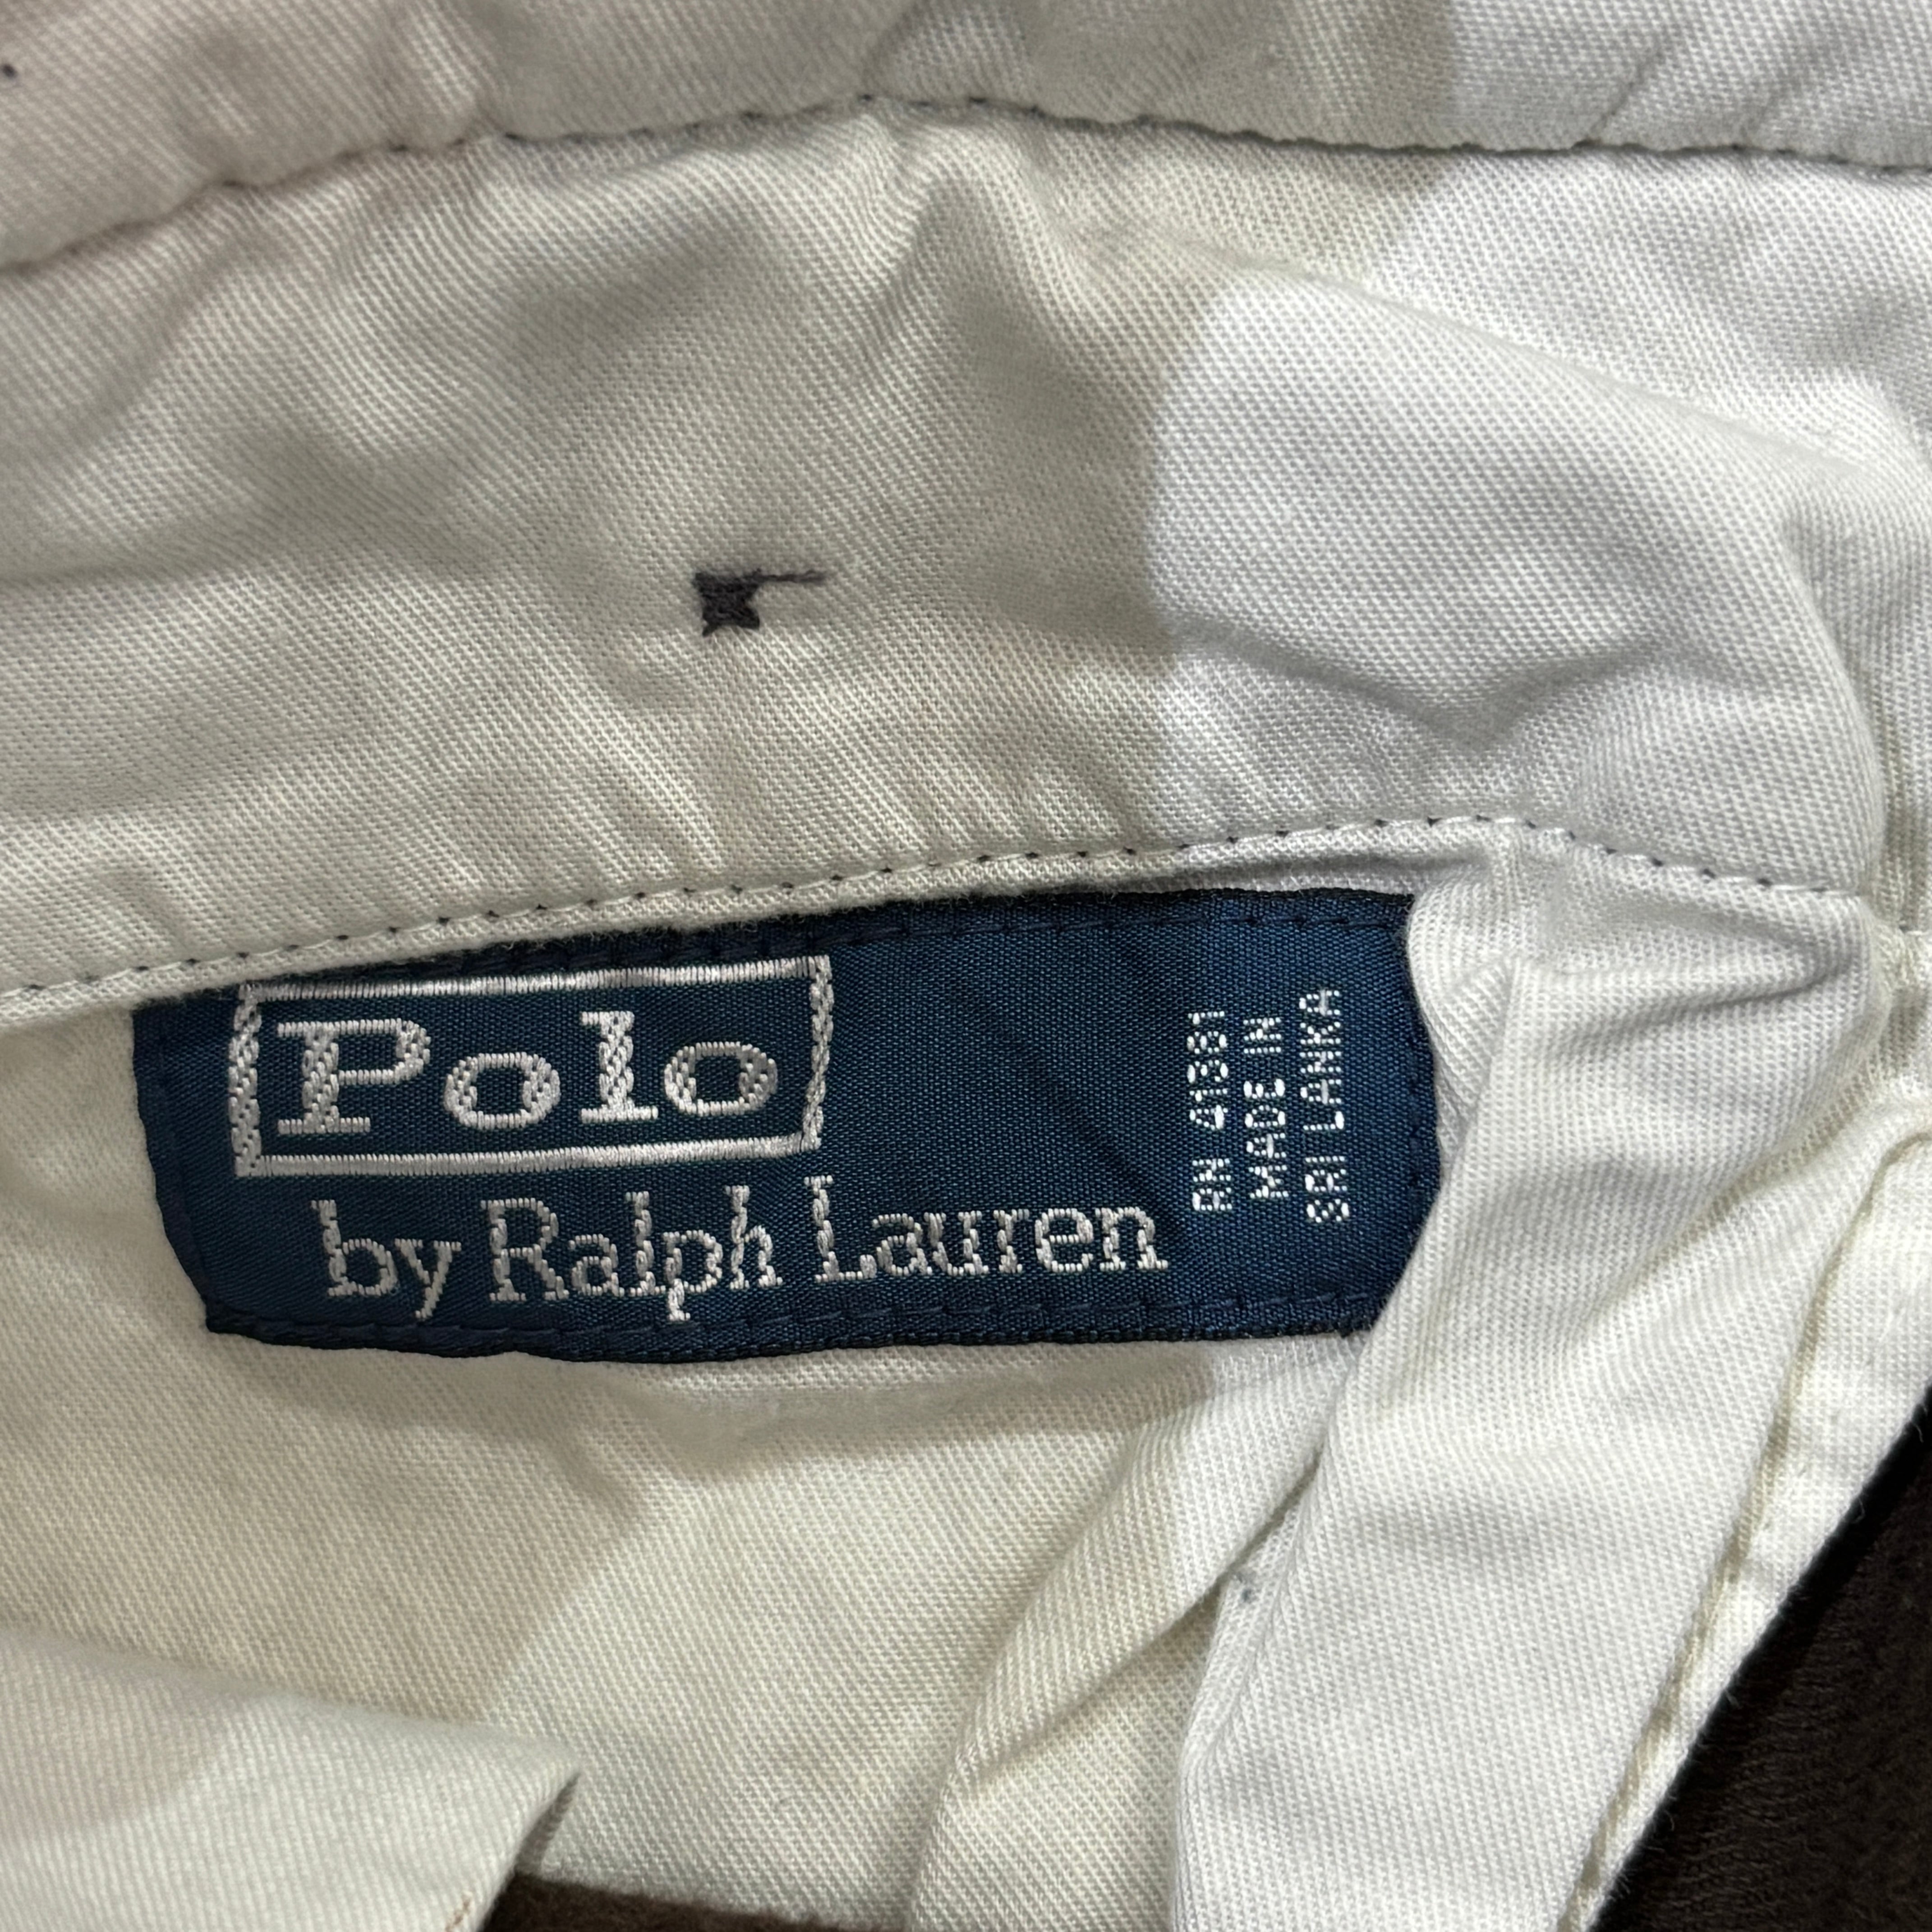 Polo
by Ralph Lauren
RN 41381
MADE IN
SRI LANKA